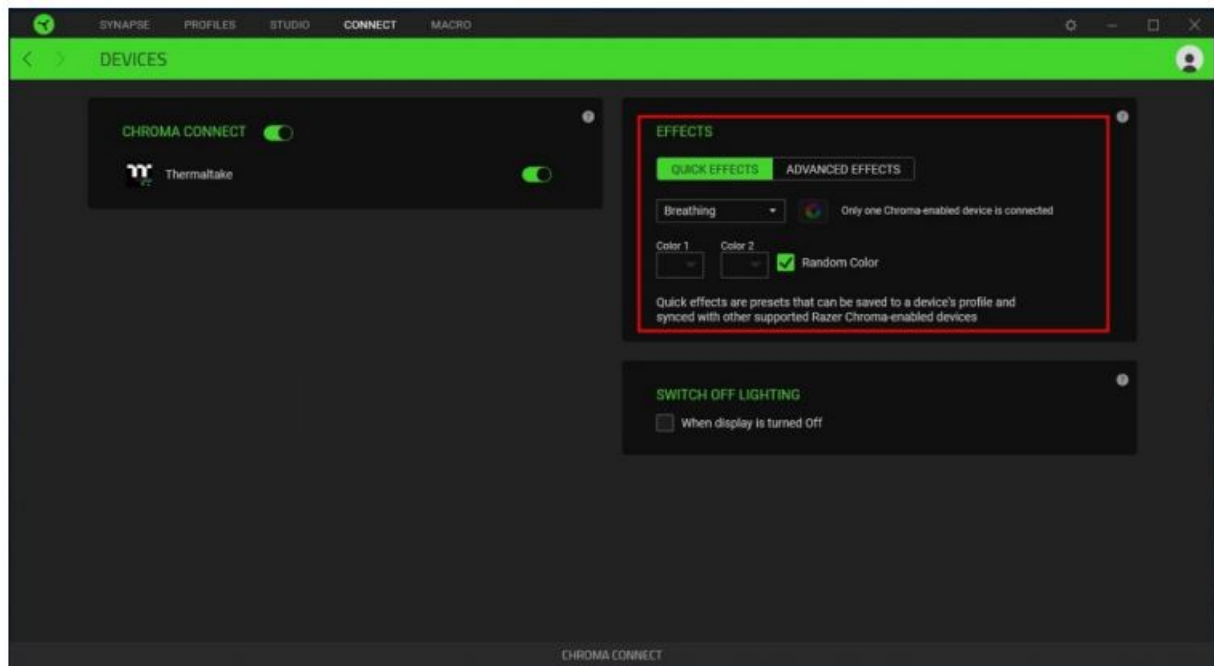 SYNAPSE PROFILES STUDIO CONNECT MACRO
DEVICES
CHROMA CONNECT
Thermaltake
EFFECTS
QUICK EFFECTS ADVANCED EFFECTS
Breathing Only one Chroma-enabled device is connected
Color 1 Color 2
Random Color
Quick effects are presets that can be saved to a device's profile and
synced with other supported Razer Chroma-enabled devices
SWITCH OFF LIGHTING
When display is turned Off
CHROMA CONNECT